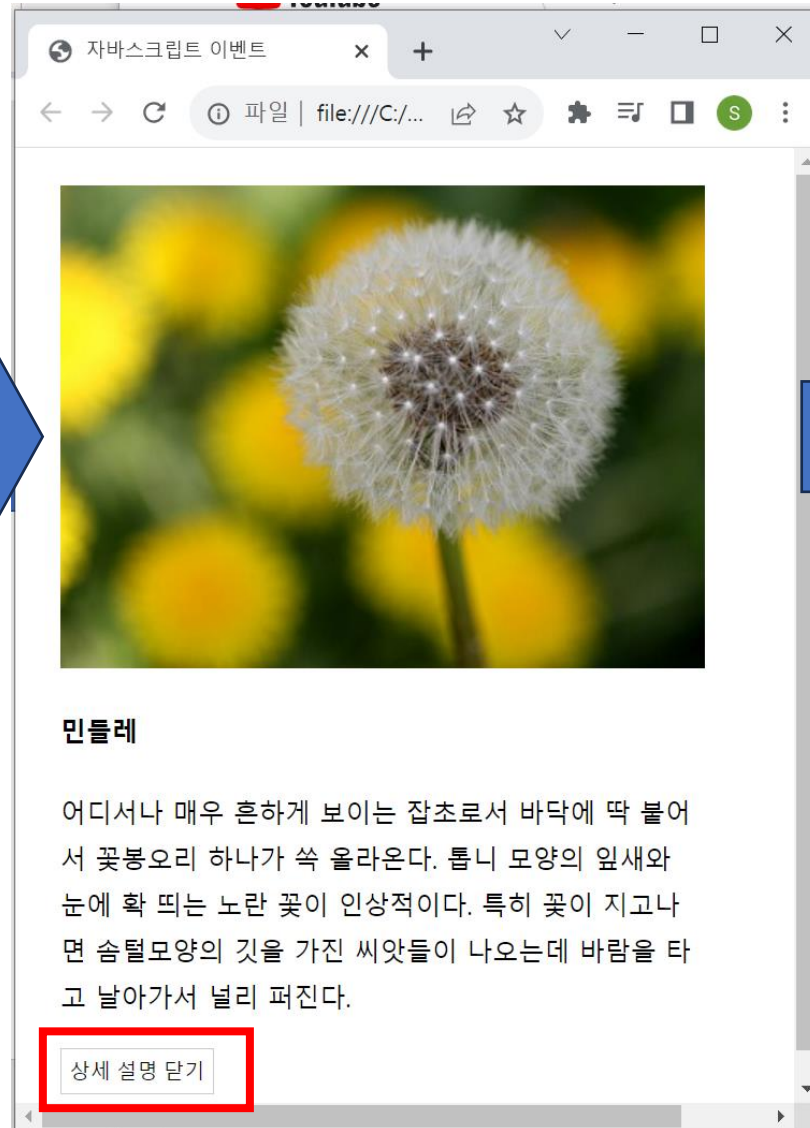 자바스크립트 이벤트
파일 | file:///C:/...
S
민들레
어디서나 매우 흔하게 보이는 잡초로서 바닥에 딱 붙어
서 꽃봉오리 하나가 쑥 올라온다. 톱니 모양의 잎새와
눈에 확 띄는 노란 꽃이 인상적이다. 특히 꽃이 지고나
면 솜털모양의 깃을 가진 씨앗들이 나오는데 바람을 타
고 날아가서 널리 퍼진다.
상세 설명 닫기